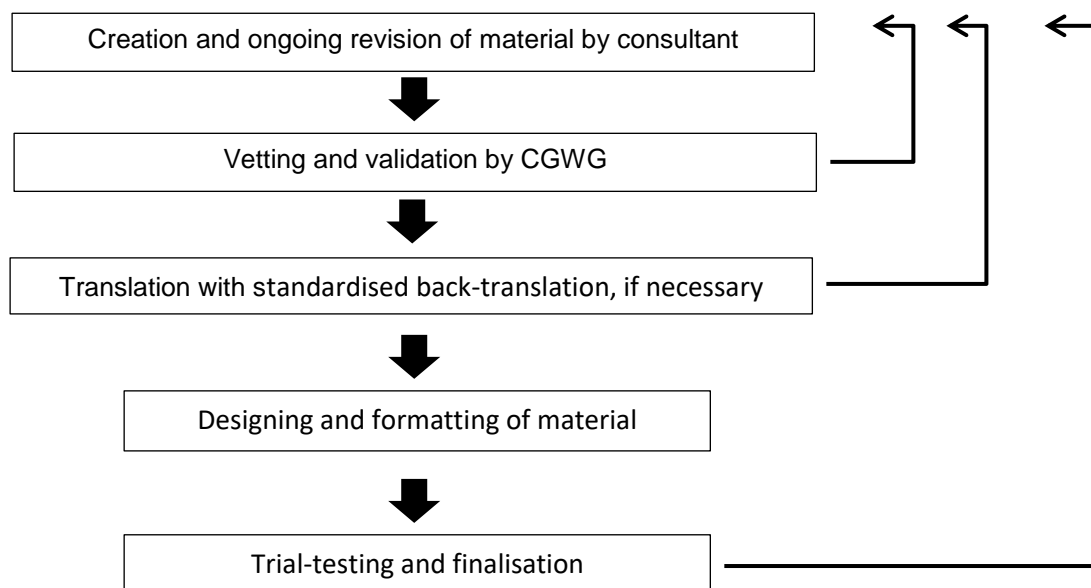 Creation and ongoing revision of material by consultant
Vetting and validation by CGWG
Translation with standardised back-translation, if necessary
Designing and formatting of material
Trial-testing and finalisation